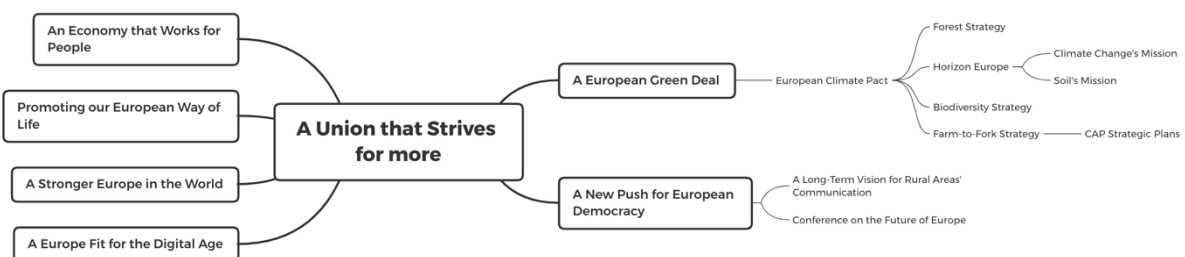 An Economy that Works for
People
Promoting our European Way of
Life
A Stronger Europe in the World
A Europe Fit for the Digital Age
A Union that Strives
for more
A European Green Deal
European Climate Pact
Forest Strategy
Horizon Europe
Climate Change's Mission
Soil's Mission
Biodiversity Strategy
Farm-to-Fork Strategy
CAP Strategic Plans
A New Push for European
Democracy
A Long-Term Vision for Rural Areas'
Communication
Conference on the Future of Europe